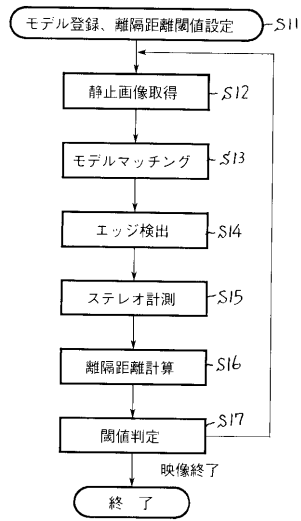 モデル登録、離隔距離閾値設定 S11
静止画像取得 S12
モデルマッチング S13
エッジ検出 S14
ステレオ計測 S15
離隔距離計算 S16
閾値判定 S17
映像終了
終 了